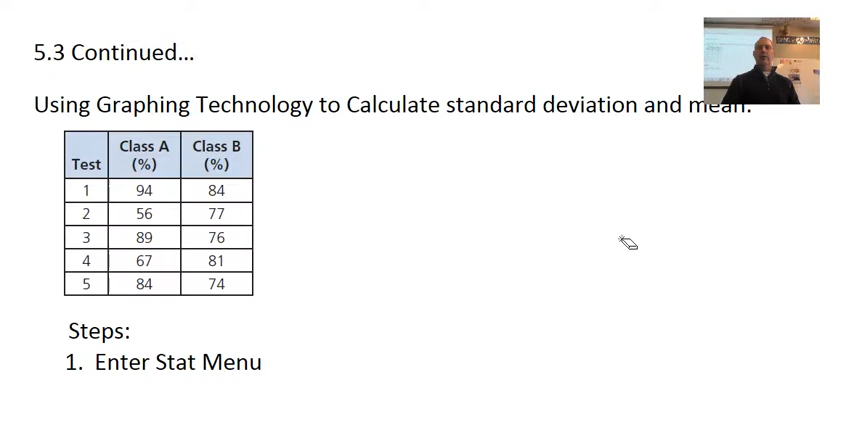 5.3 Continued...
Using Graphing Technology to Calculate standard deviation and mean.
Test Class A (%) Class B (%)
1 94 84
2 56 77
3 89 76
4 67 81
5 84 74
Steps:
1. Enter Stat Menu